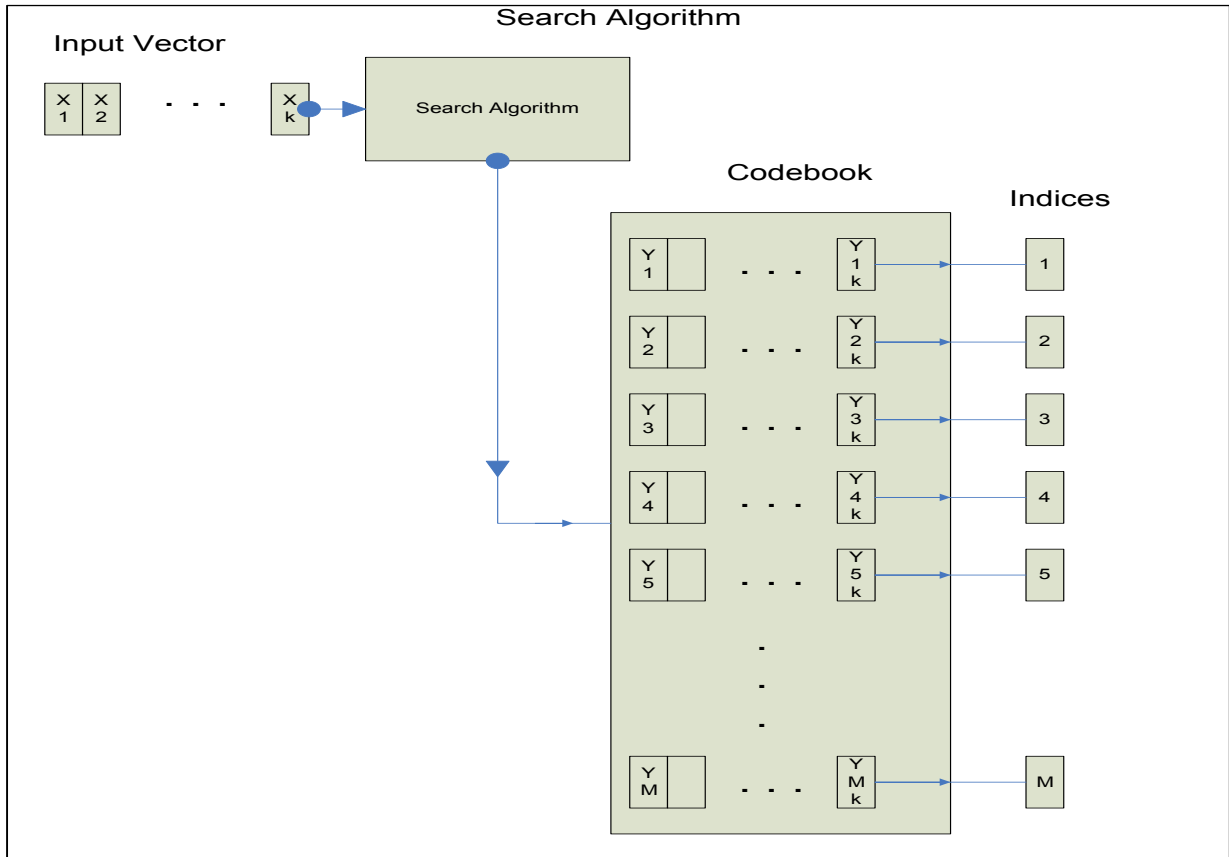 Search Algorithm
Input Vector
X 1
X 2
- - -
X k
Search Algorithm
Codebook
Indices
Y 1
- - -
Y 1 k
1
Y 2
- - -
Y 2 k
2
Y 3
- - -
Y 3 k
3
Y 4
- - -
Y 4 k
4
Y 5
- - -
Y 5 k
5
-
-
-
Y M
- - -
Y M k
M